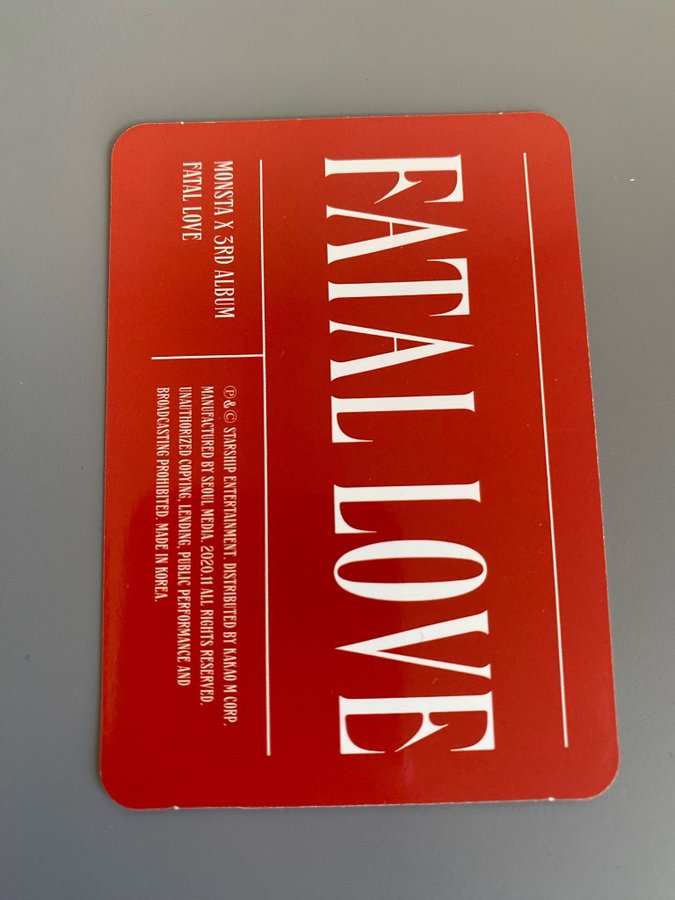 FATAL LOVE
MONSTA X 3RD ALBUM
FATAL LOVE
Ⓟ & Ⓒ STARSHIP ENTERTAINMENT. DISTRIBUTED BY KAKAO M CORP.
MANUFACTURED BY SEOUL MEDIA. 2020.11 ALL RIGHTS RESERVED.
UNAUTHORIZED COPYING, LENDING, PUBLIC PERFORMANCE AND
BROADCASTING PROHIBITED. MADE IN KOREA.